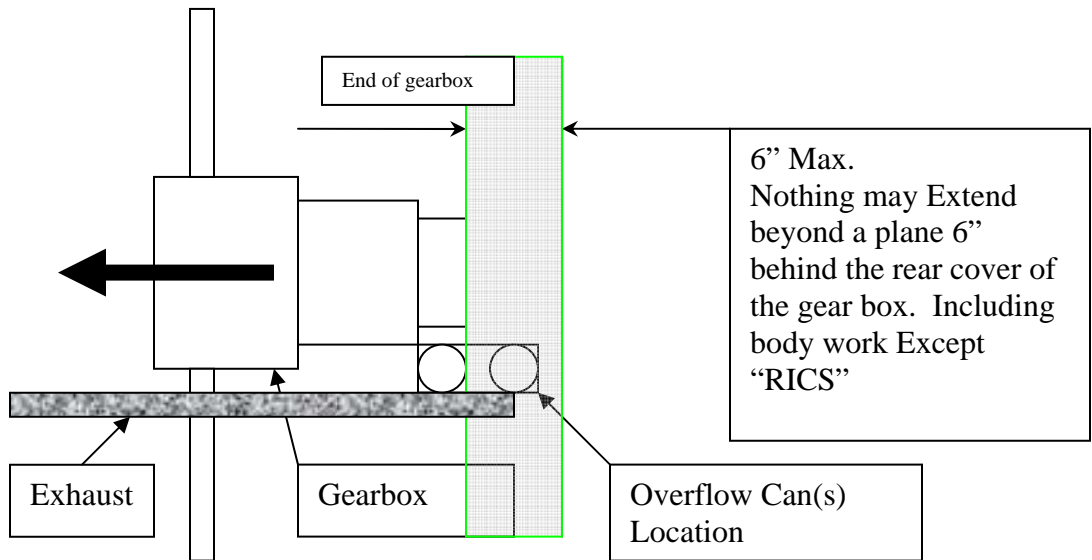 End of gearbox
6” Max.
Nothing may Extend
beyond a plane 6”
behind the rear cover of
the gear box.  Including
body work Except
“RICS”
Exhaust
Gearbox
Overflow Can(s)
Location